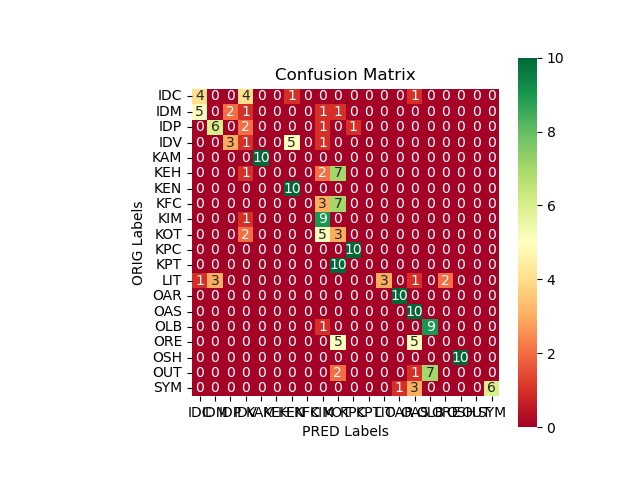 Confusion Matrix
10
IDC 4 0 0 4 0 0 1 0 0 0 0 0 0 0 1 0 0 0 0 0
IDM 5 0 2 1 0 0 0 0 1 1 0 0 0 0 0 0 0 0 0 0
IDP 0 6 0 2 0 0 0 0 1 0 1 0 0 0 0 0 0 0 0 0
IDV 0 0 3 1 0 0 5 0 1 0 0 0 0 0 0 0 0 0 0 0
8
KAM 0 0 0 0 10 0 0 0 0 0 0 0 0 0 0 0 0 0 0 0
KEH 0 0 0 1 0 0 0 0 2 7 0 0 0 0 0 0 0 0 0 0
KEN 0 0 0 0 0 0 10 0 0 0 0 0 0 0 0 0 0 0 0 0
KFC 0 0 0 0 0 0 0 0 3 7 0 0 0 0 0 0 0 0 0 0
6
KIM 0 0 0 1 0 0 0 0 9 0 0 0 0 0 0 0 0 0 0 0
KOT 0 0 0 2 0 0 0 0 5 3 0 0 0 0 0 0 0 0 0 0
ORIG Labels
KPC 0 0 0 0 0 0 0 0 0 0 10 0 0 0 0 0 0 0 0 0
KPT 0 0 0 0 0 0 0 0 0 10 0 0 0 0 0 0 0 0 0 0
4
LIT 1 3 0 0 0 0 0 0 0 0 0 0 3 0 1 0 2 0 0 0
OAR 0 0 0 0 0 0 0 0 0 0 0 0 0 10 0 0 0 0 0 0
OAS 0 0 0 0 0 0 0 0 0 0 0 0 0 0 10 0 0 0 0 0
OLB 0 0 0 0 0 0 0 0 1 0 0 0 0 0 0 9 0 0 0 0
ORE 0 0 0 0 0 0 0 0 0 5 0 0 0 0 5 0 0 0 0 0
2
OSH 0 0 0 0 0 0 0 0 0 0 0 0 0 0 0 0 0 10 0 0
OUT 0 0 0 0 0 0 0 0 0 2 0 0 0 0 1 7 0 0 0 0
SYM 0 0 0 0 0 0 0 0 0 0 0 0 0 1 3 0 0 0 0 6
0
SYM
PRED Labels